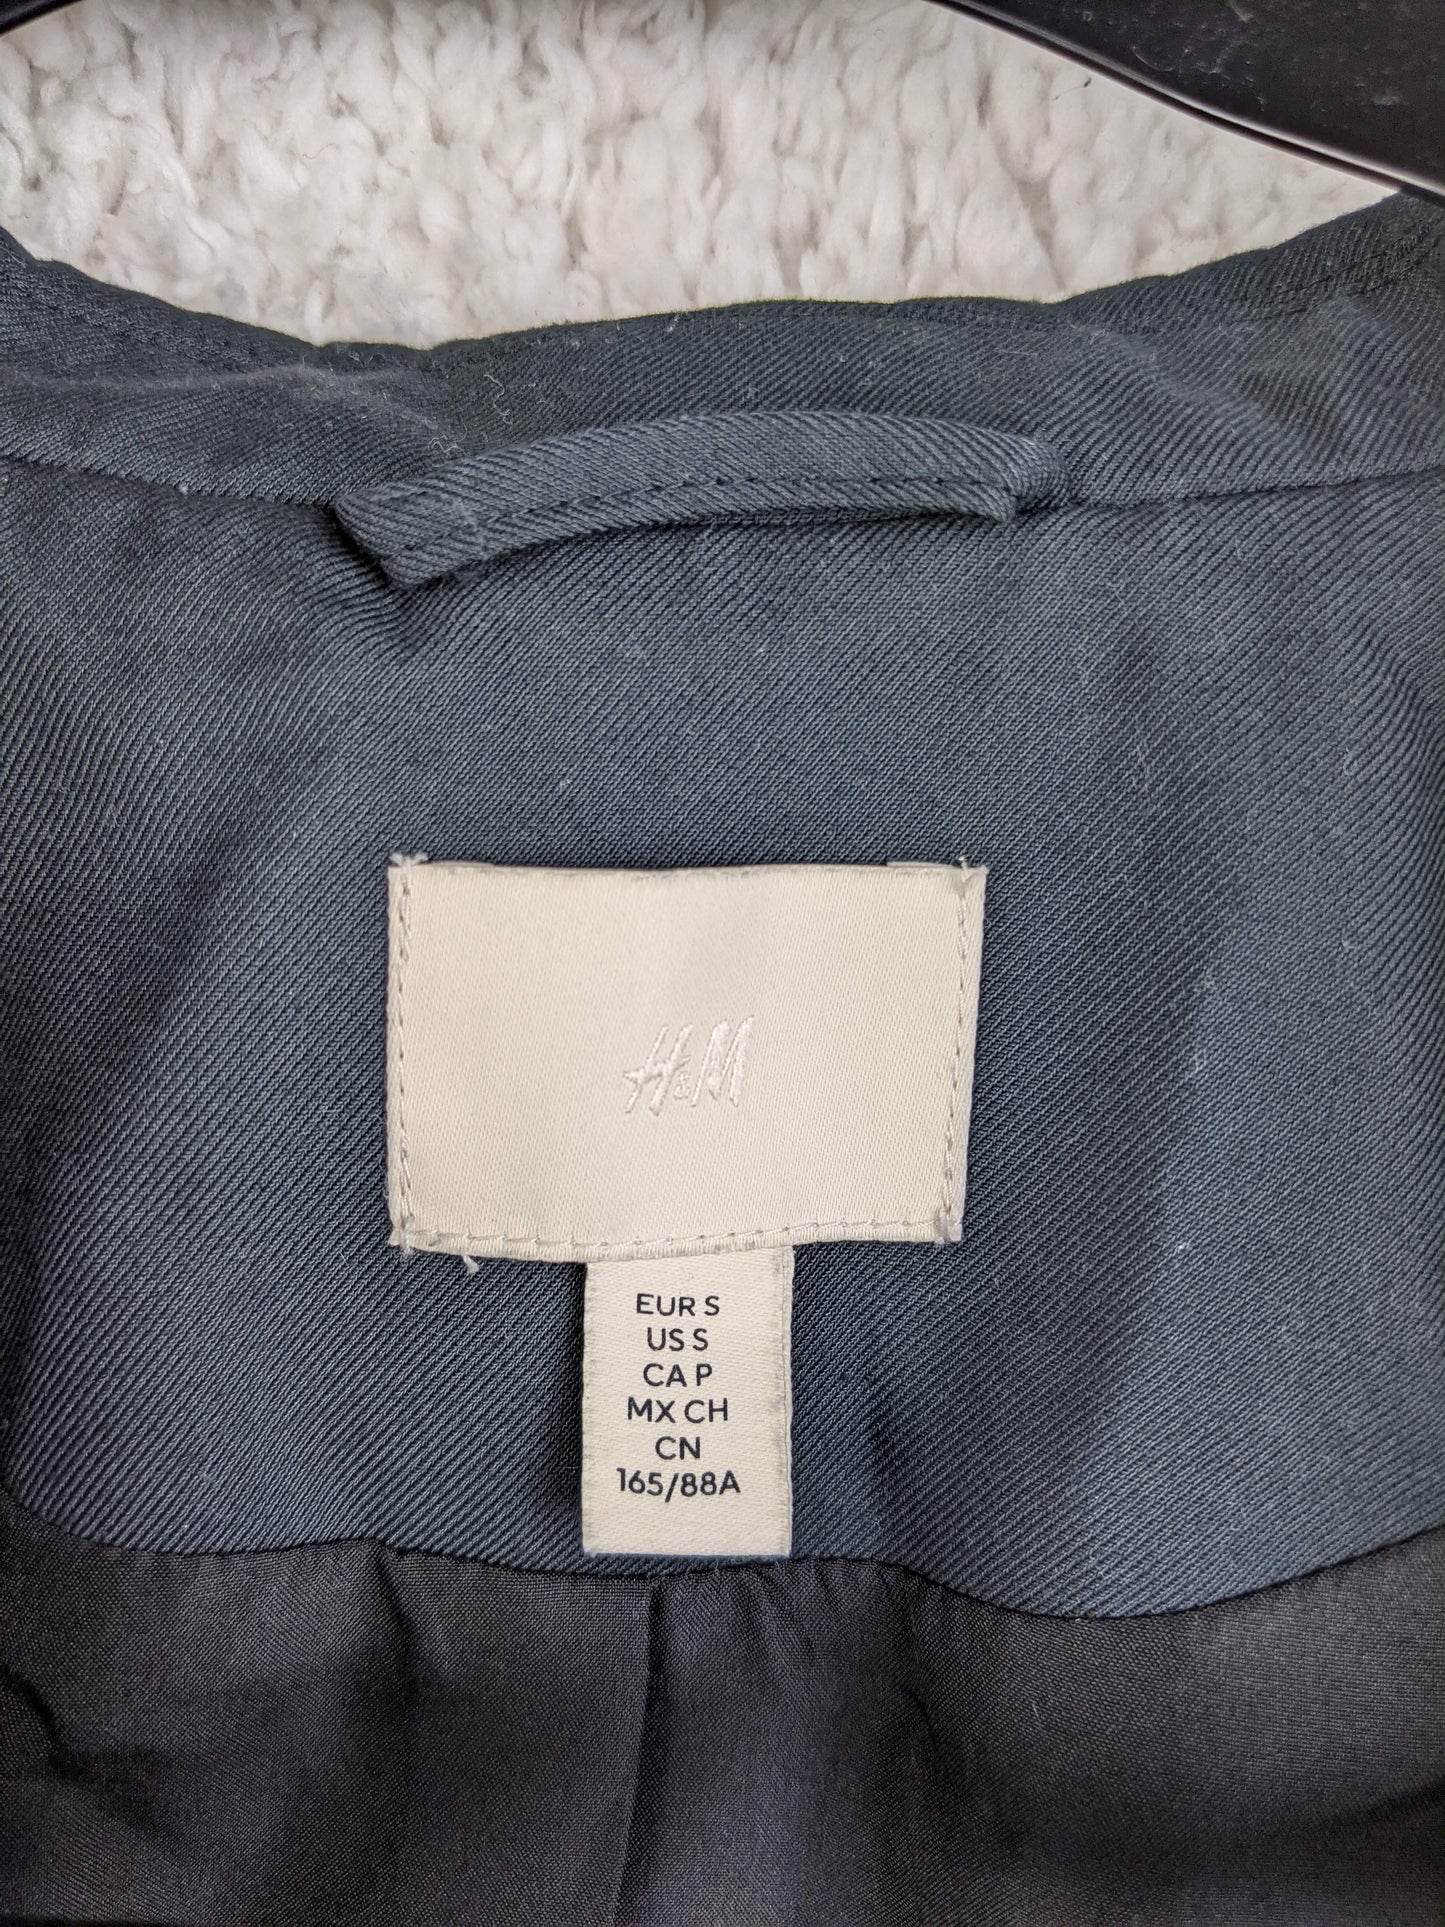 H&M
EUR S
US S
CA P
MX CH
CN
165/88A